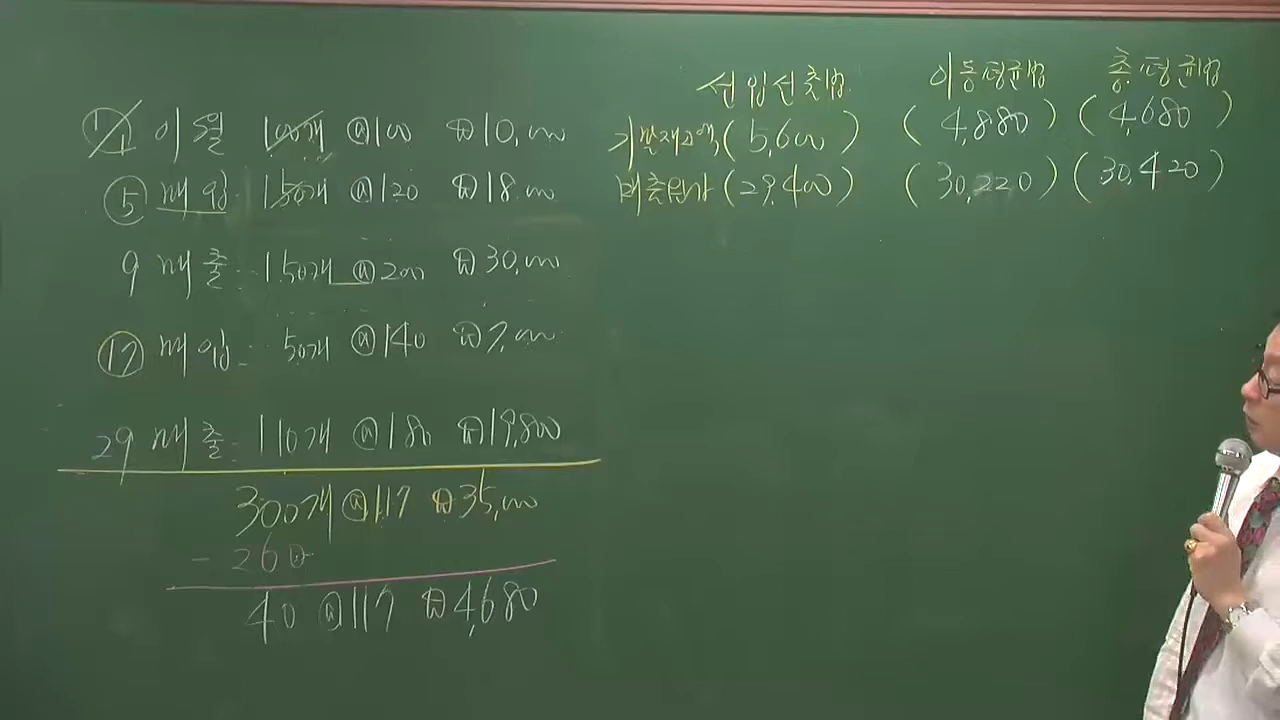 선입선출법 이동평균법 총평균법
기말재고액 (5,600) (4,880) (4,680)
매출원가 (29,400) (30,220) (30,420)
1/1 이월 100개 @100 ₩10,000
5 매입 150개 @120 ₩18,000
9 매출 150개 @200 ₩30,000
17 매입 50개 @140 ₩7,000
29 매출 110개 @180 ₩19,800
300개 @117 ₩35,000
- 260
40 @117 ₩4,680